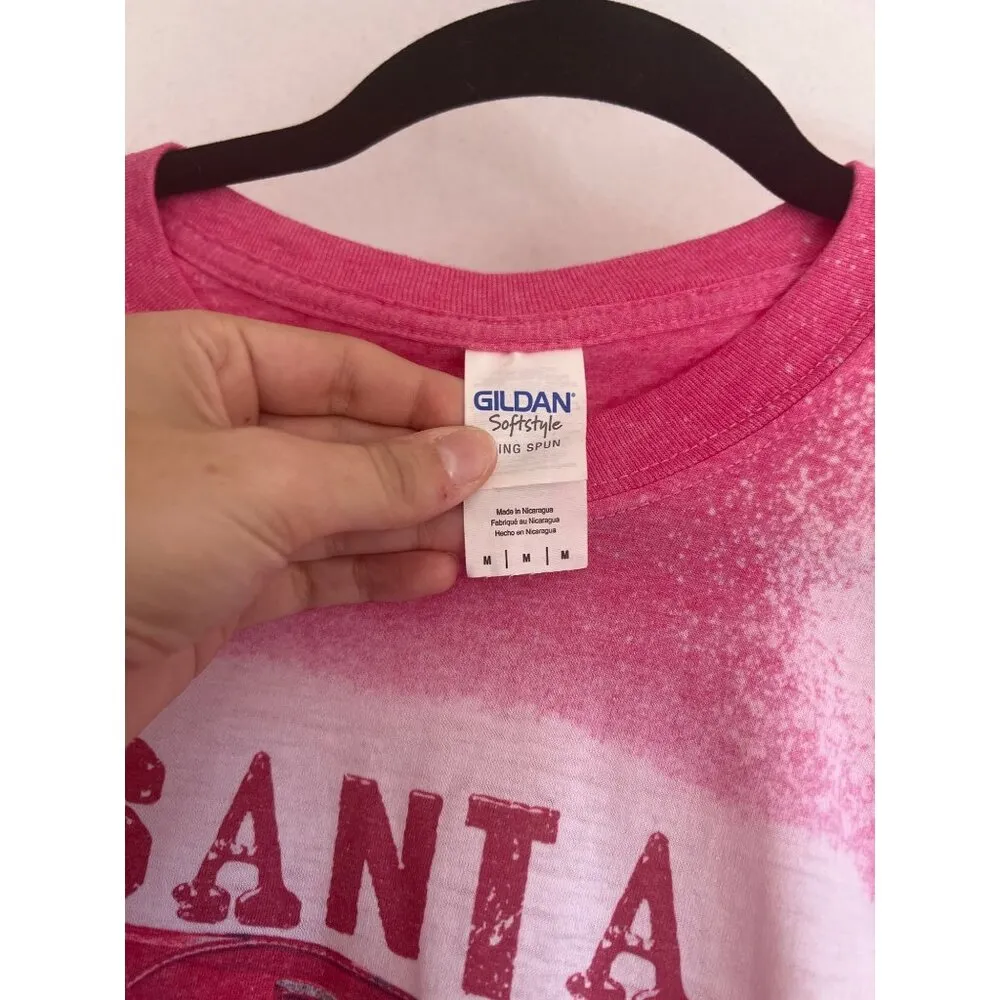 GILDAN®
Softstyle
ING SPUN
Made in Nicaragua
Fabriqué au Nicaragua
Hecho en Nicaragua
M | M | M
SANTA